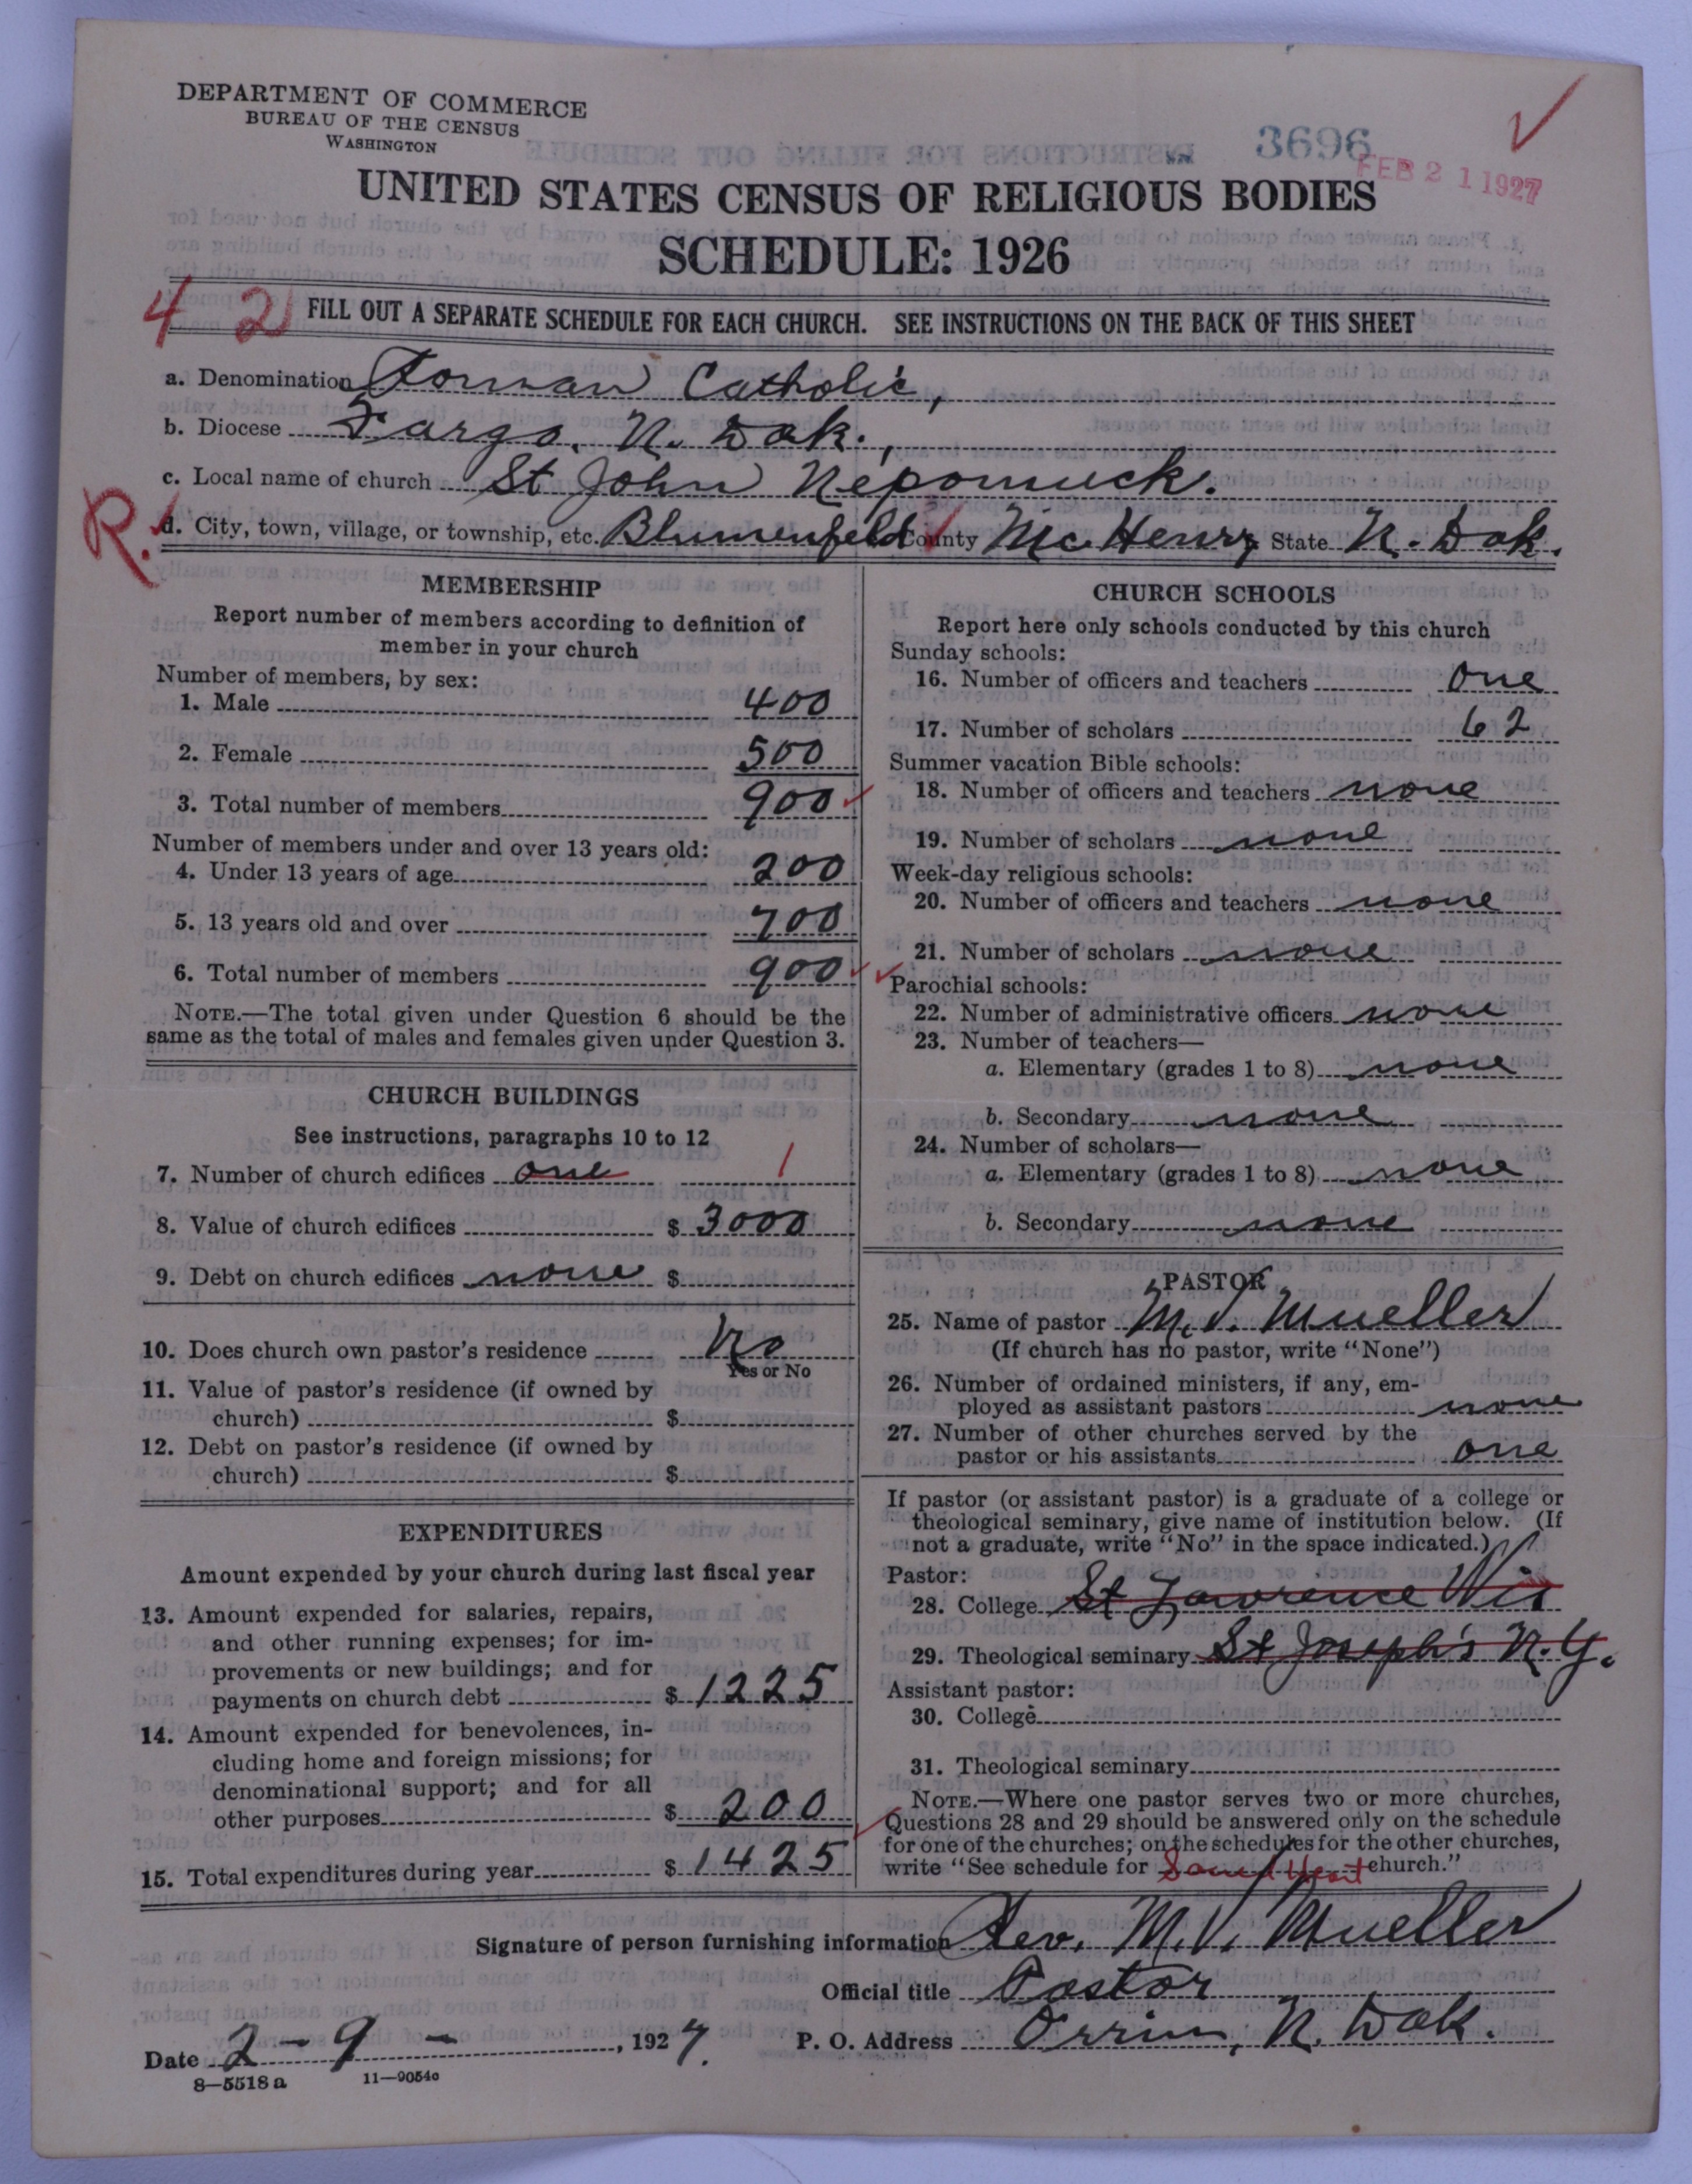 DEPARTMENT OF COMMERCE
BUREAU OF THE CENSUS
WASHINGTON
3696
FEB 21 1927
UNITED STATES CENSUS OF RELIGIOUS BODIES
SCHEDULE: 1926
4 2
FILL OUT A SEPARATE SCHEDULE FOR EACH CHURCH. SEE INSTRUCTIONS ON THE BACK OF THIS SHEET
a. Denomination Roman Catholic,
b. Diocese Fargo, N. Dak.,
c. Local name of church St John Nepomuck.
R. d. City, town, village, or township, etc. Blumenfeld County McHenry State N. Dak.
MEMBERSHIP
Report number of members according to definition of
member in your church
Number of members, by sex:
1. Male 400
2. Female 500
3. Total number of members 900
Number of members under and over 13 years old:
4. Under 13 years of age 200
5. 13 years old and over 700
6. Total number of members 900
NOTE.—The total given under Question 6 should be the
same as the total of males and females given under Question 3.
CHURCH BUILDINGS
See instructions, paragraphs 10 to 12
7. Number of church edifices one 1
8. Value of church edifices $ 3000
9. Debt on church edifices none $
10. Does church own pastor's residence No
Yes or No
11. Value of pastor's residence (if owned by
church) $
12. Debt on pastor's residence (if owned by
church) $
EXPENDITURES
Amount expended by your church during last fiscal year
13. Amount expended for salaries, repairs,
and other running expenses; for im-
provements or new buildings; and for
payments on church debt $ 1225
14. Amount expended for benevolences, in-
cluding home and foreign missions; for
denominational support; and for all
other purposes $ 200
15. Total expenditures during year $ 1425
CHURCH SCHOOLS
Report here only schools conducted by this church
Sunday schools:
16. Number of officers and teachers One
17. Number of scholars 62
Summer vacation Bible schools:
18. Number of officers and teachers none
19. Number of scholars none
Week-day religious schools:
20. Number of officers and teachers none
21. Number of scholars none
Parochial schools:
22. Number of administrative officers none
23. Number of teachers—
a. Elementary (grades 1 to 8) none
b. Secondary none
24. Number of scholars—
a. Elementary (grades 1 to 8) none
b. Secondary none
PASTOR
25. Name of pastor M. V. Mueller
(If church has no pastor, write "None")
26. Number of ordained ministers, if any, em-
ployed as assistant pastors none
27. Number of other churches served by the
pastor or his assistants one
If pastor (or assistant pastor) is a graduate of a college or
theological seminary, give name of institution below. (If
not a graduate, write "No" in the space indicated.)
Pastor:
28. College St Lawrence Wis
29. Theological seminary St Joseph's N.Y.
Assistant pastor:
30. College
31. Theological seminary
NOTE.—Where one pastor serves two or more churches,
Questions 28 and 29 should be answered only on the schedule
for one of the churches; on the schedules for the other churches,
write "See schedule for Sacred Heart church."
Signature of person furnishing information Rev. M. V. Mueller
Official title Pastor
Date 2-9-, 1927. P. O. Address Orrin, N. Dak.
8—5518 a 11—9054c